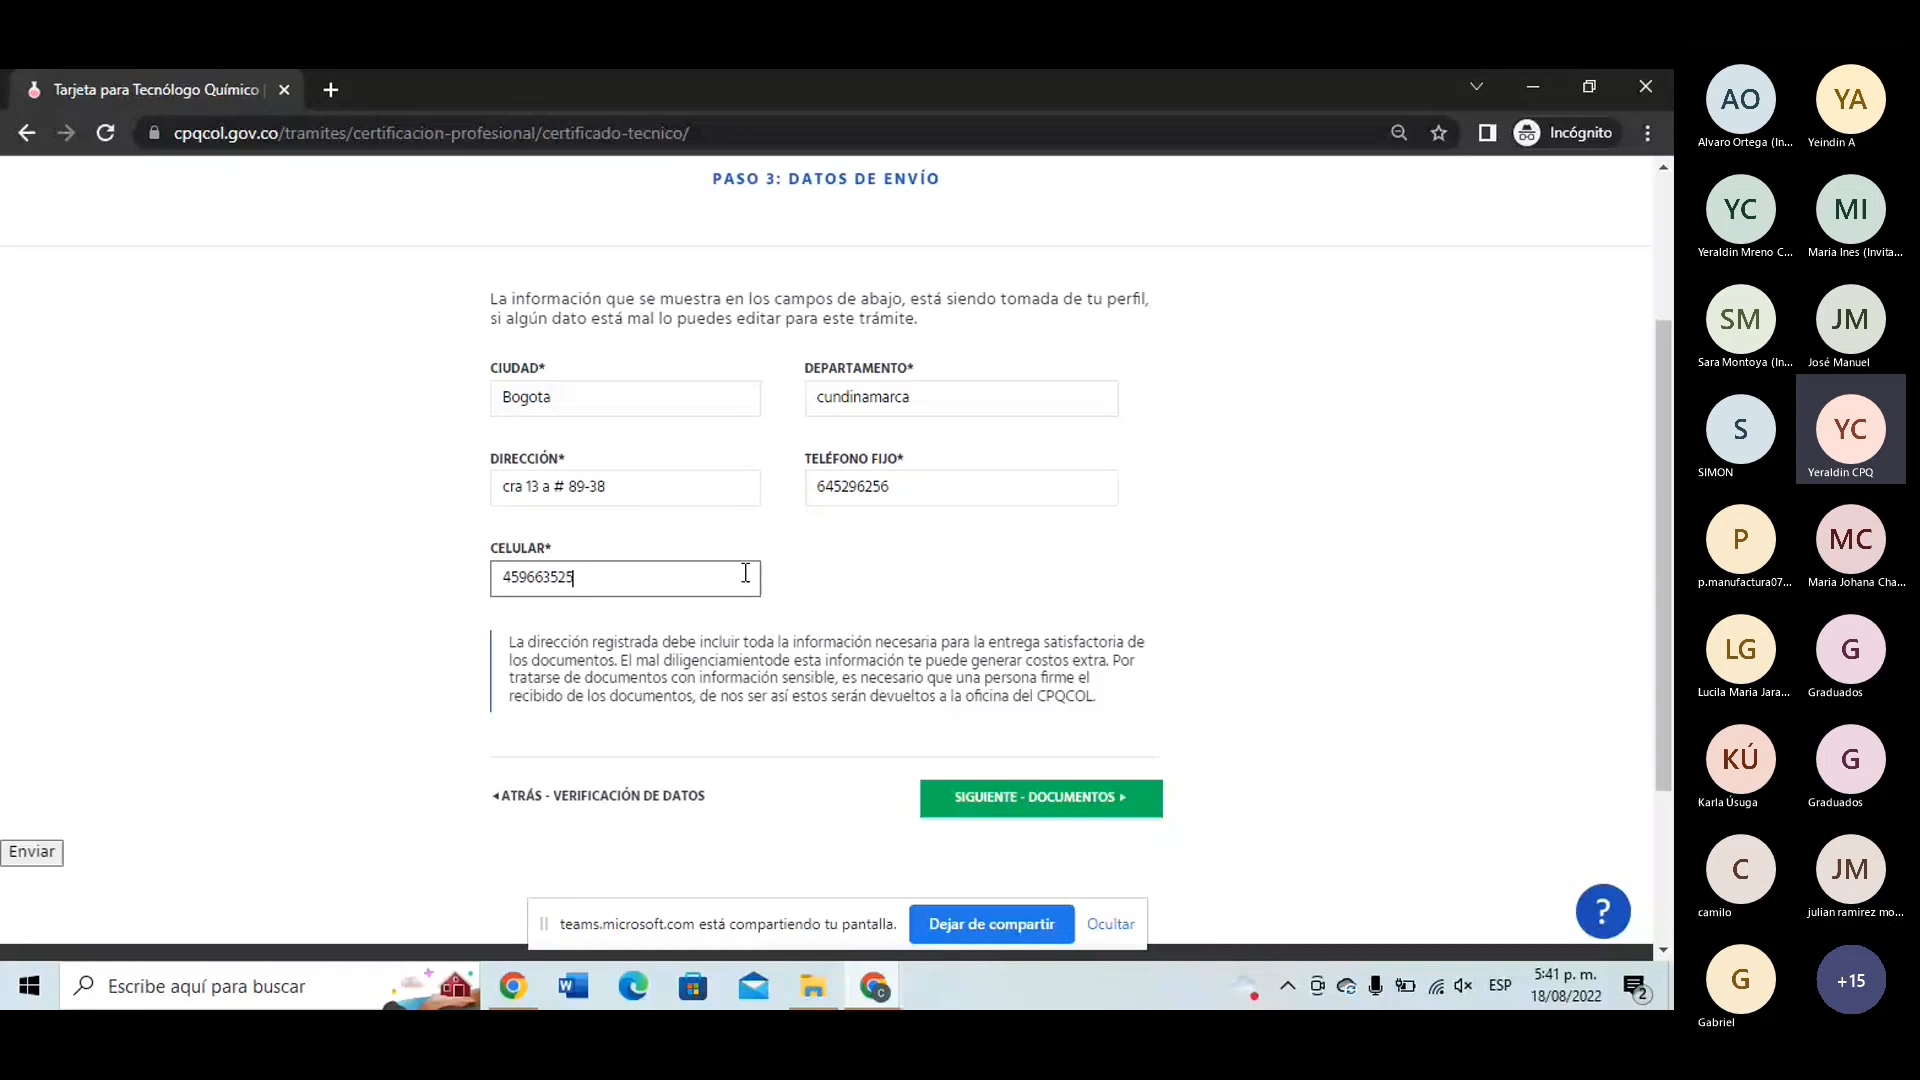 Tarjeta para Tecnólogo Químico |
cpqcol.gov.co/tramites/certificacion-profesional/certificado-tecnico/
Incógnito
PASO 3: DATOS DE ENVÍO
La información que se muestra en los campos de abajo, está siendo tomada de tu perfil,
si algún dato está mal lo puedes editar para este trámite.
CIUDAD*
DEPARTAMENTO*
Bogota
cundinamarca
DIRECCIÓN*
TELÉFONO FIJO*
cra 13 a # 89-38
645296256
CELULAR*
459663525
La dirección registrada debe incluir toda la información necesaria para la entrega satisfactoria de
los documentos. El mal diligenciamientode esta información te puede generar costos extra. Por
tratarse de documentos con información sensible, es necesario que una persona firme el
recibido de los documentos, de nos ser así estos serán devueltos a la oficina del CPQCOL.
ATRÁS - VERIFICACIÓN DE DATOS
SIGUIENTE - DOCUMENTOS
Enviar
?
teams.microsoft.com está compartiendo tu pantalla.
Dejar de compartir
Ocultar
Escribe aquí para buscar
ESP
5:41 p. m.
18/08/2022
2
AO
YA
Alvaro Ortega (In...
Yeindin A
YC
MI
Yeraldin Mreno C...
Maria Ines (Invita...
SM
JM
Sara Montoya (In...
José Manuel
S
YC
SIMON
Yeraldin CPQ
P
MC
p.manufactura07...
Maria Johana Cha...
LG
G
Lucila Maria Jara...
Graduados
KÚ
G
Karla Úsuga
Graduados
C
JM
camilo
julian ramirez mo...
G
+15
Gabriel